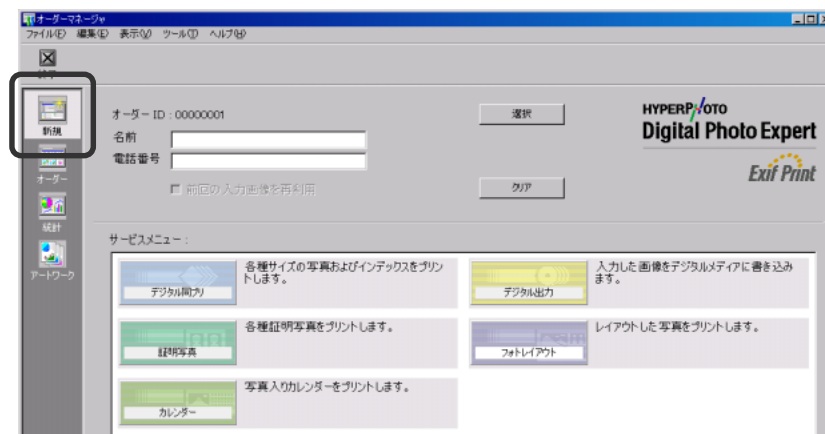 オーダーマネージャ
ファイル(F) 編集(E) 表示(V) ツール(T) ヘルプ(H)
新規
オーダー
統計
アートワーク
オーダー ID : 00000001
名前
電話番号
前回の入力画像を再利用
選択
クリア
HYPERPHOTO
Digital Photo Expert
Exif Print
サービスメニュー :
デジタル同プリ
各種サイズの写真およびインデックスをプリン
トします。
デジタル出力
入力した画像をデジタルメディアに書き込み
ます。
証明写真
各種証明写真をプリントします。
フォトレイアウト
レイアウトした写真をプリントします。
カレンダー
写真入りカレンダーをプリントします。